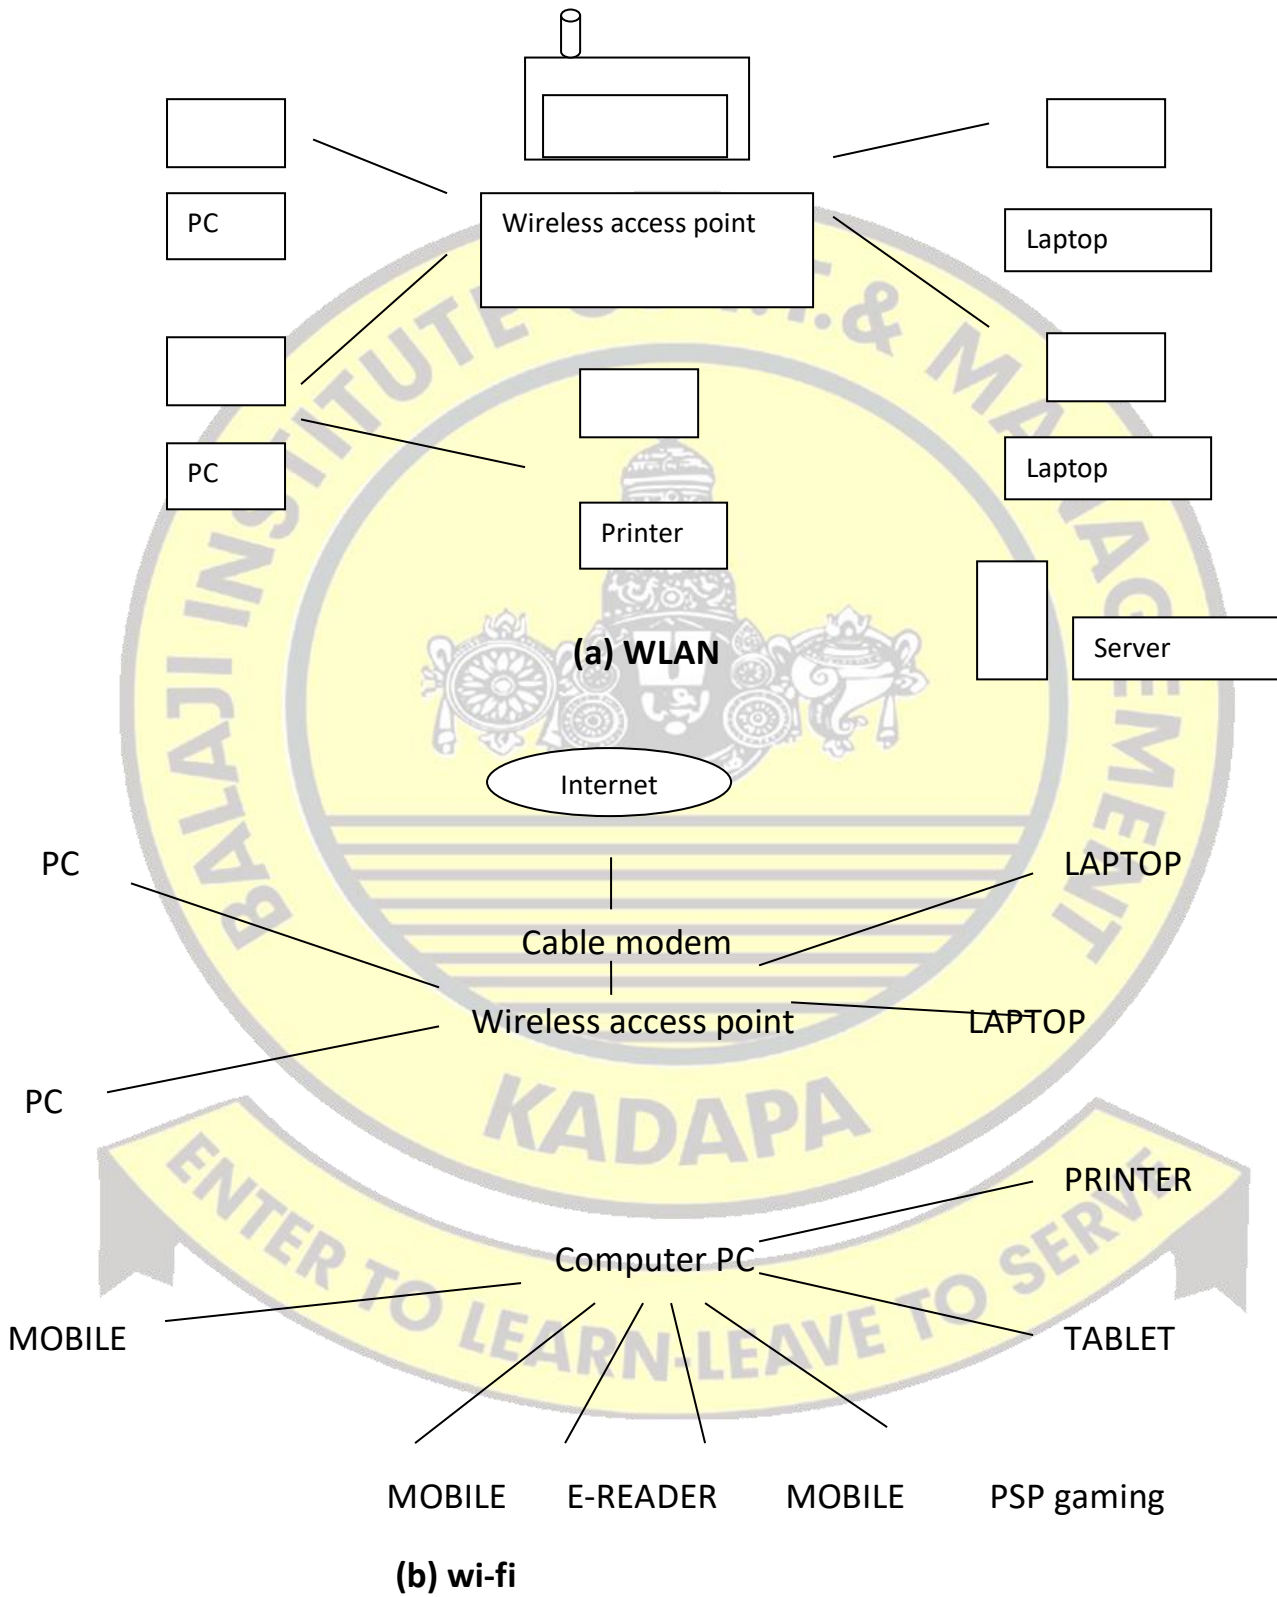 PC
Wireless access point
Laptop
PC
Laptop
Printer
Server
(a) WLAN
Internet
PC
LAPTOP
Cable modem
Wireless access point
LAPTOP
PC
PRINTER
Computer PC
MOBILE
TABLET
MOBILE E-READER MOBILE PSP gaming
(b) wi-fi
BALAJI INSTITUTE & MANAGEMENT
KADAPA
ENTER TO LEARN-LEAVE TO SERVE